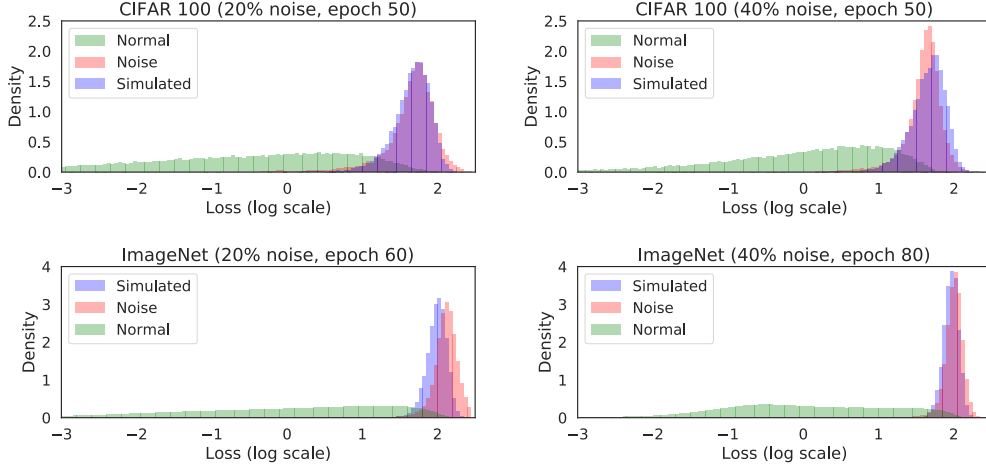 CIFAR 100 (20% noise, epoch 50)
2.5
2.0
1.5
1.0
0.5
0.0
Density
Normal
Noise
Simulated
−3
−2
−1
0
1
2
Loss (log scale)
CIFAR 100 (40% noise, epoch 50)
2.5
2.0
1.5
1.0
0.5
0.0
Density
Normal
Noise
Simulated
−3
−2
−1
0
1
2
Loss (log scale)
ImageNet (20% noise, epoch 60)
4
3
2
1
0
Density
Simulated
Noise
Normal
−3
−2
−1
0
1
2
Loss (log scale)
ImageNet (40% noise, epoch 80)
4
3
2
1
0
Density
Simulated
Noise
Normal
−3
−2
−1
0
1
2
Loss (log scale)